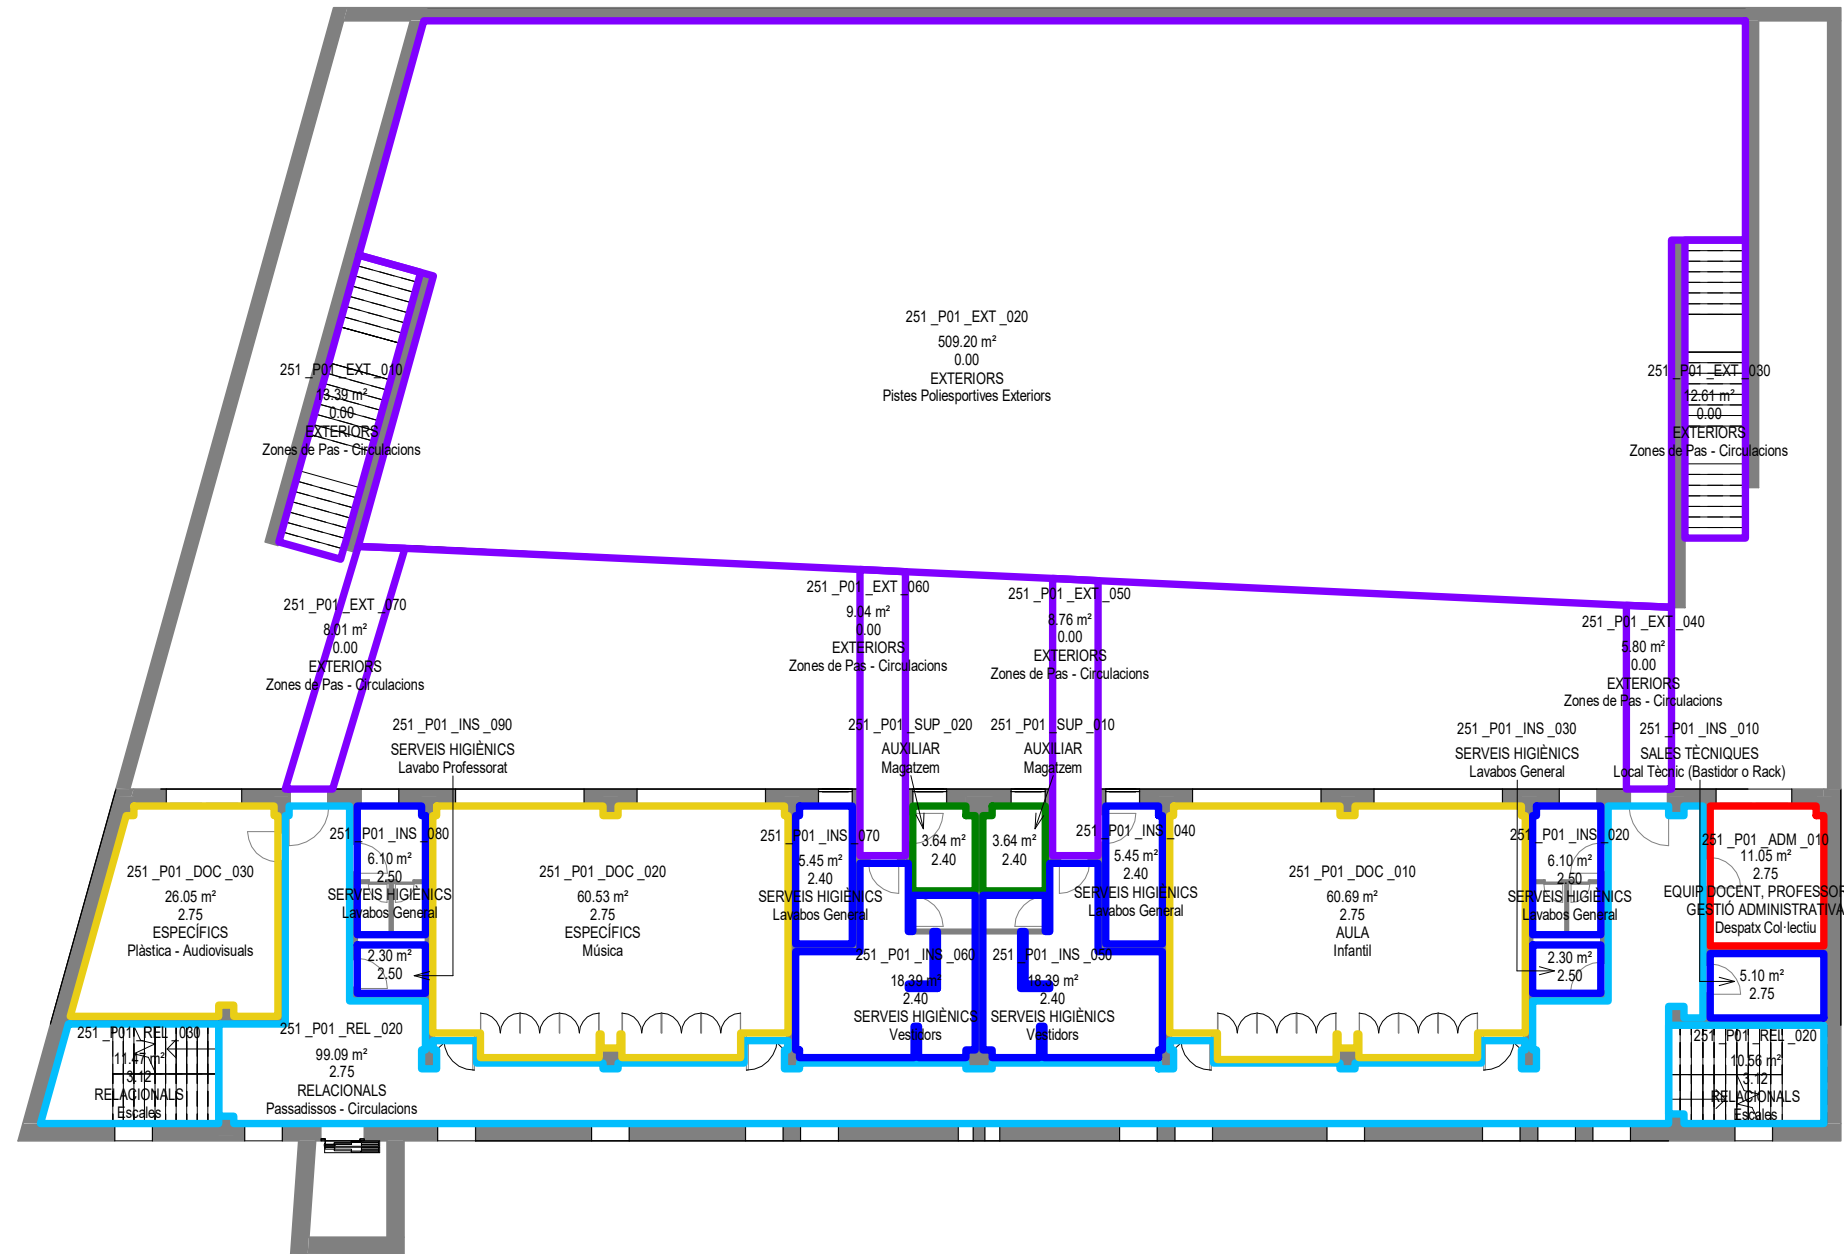 251 _P01 _EXT _020
509.20 m²
0.00
EXTERIORS
Pistes Poliesportives Exteriors
251 _P01 _EXT _010
13.39 m²
0.00
EXTERIORS
Zones de Pas - Circulacions
251 _P01 _EXT _030
12.61 m²
0.00
EXTERIORS
Zones de Pas - Circulacions
251 _P01 _EXT _070
8.01 m²
0.00
EXTERIORS
Zones de Pas - Circulacions
251 _P01 _EXT _060
9.04 m²
0.00
EXTERIORS
Zones de Pas - Circulacions
251 _P01 _EXT _050
8.76 m²
0.00
EXTERIORS
Zones de Pas - Circulacions
251 _P01 _EXT _040
5.80 m²
0.00
EXTERIORS
Zones de Pas - Circulacions
251 _P01 _INS _090
SERVEIS HIGIÈNICS
Lavabo Professorat
251 _P01 _SUP _020
AUXILIAR
Magatzem
251 _P01 _SUP _010
AUXILIAR
Magatzem
251 _P01 _INS _030
SERVEIS HIGIÈNICS
Lavabos General
251 _P01 _INS _010
SALES TÈCNIQUES
Local Tècnic (Bastidor o Rack)
251 _P01 _DOC _030
26.05 m²
2.75
ESPECÍFICS
Plàstica - Audiovisuals
251 _P01 _INS _080
6.10 m²
2.50
SERVEIS HIGIÈNICS
Lavabos General
2.30 m²
2.50
251 _P01 _DOC _020
60.53 m²
2.75
ESPECÍFICS
Música
251 _P01 _INS _070
5.45 m²
2.40
SERVEIS HIGIÈNICS
Lavabos General
3.64 m²
2.40
3.64 m²
2.40
251 _P01 _INS _040
5.45 m²
2.40
SERVEIS HIGIÈNICS
Lavabos General
251 _P01 _DOC _010
60.69 m²
2.75
AULA
Infantil
251 _P01 _INS _020
6.10 m²
2.50
SERVEIS HIGIÈNICS
Lavabos General
2.30 m²
2.50
251 _P01 _ADM _010
11.05 m²
2.75
EQUIP DOCENT, PROFESSOR
GESTIÓ ADMINISTRATIVA
Despatx Col·lectiu
5.10 m²
2.75
251 _P01 _INS _060
18.39 m²
2.40
SERVEIS HIGIÈNICS
Vestidors
251 _P01 _INS _050
18.39 m²
2.40
SERVEIS HIGIÈNICS
Vestidors
251 _P01 _REL _030
11.47 m²
3.12
RELACIONALS
Escales
251 _P01 _REL _020
99.09 m²
2.75
RELACIONALS
Passadissos - Circulacions
251 _P01 _REL _020
10.56 m²
3.12
RELACIONALS
Escales